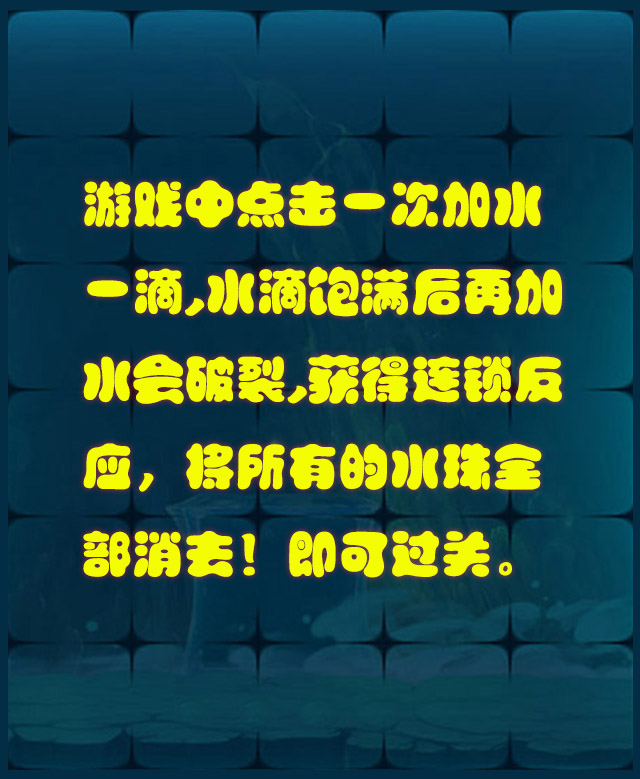 游戏中点击一次加水
一滴,水滴饱满后再加
水会破裂,获得连锁反
应，将所有的水珠全
部消去！即可过关。